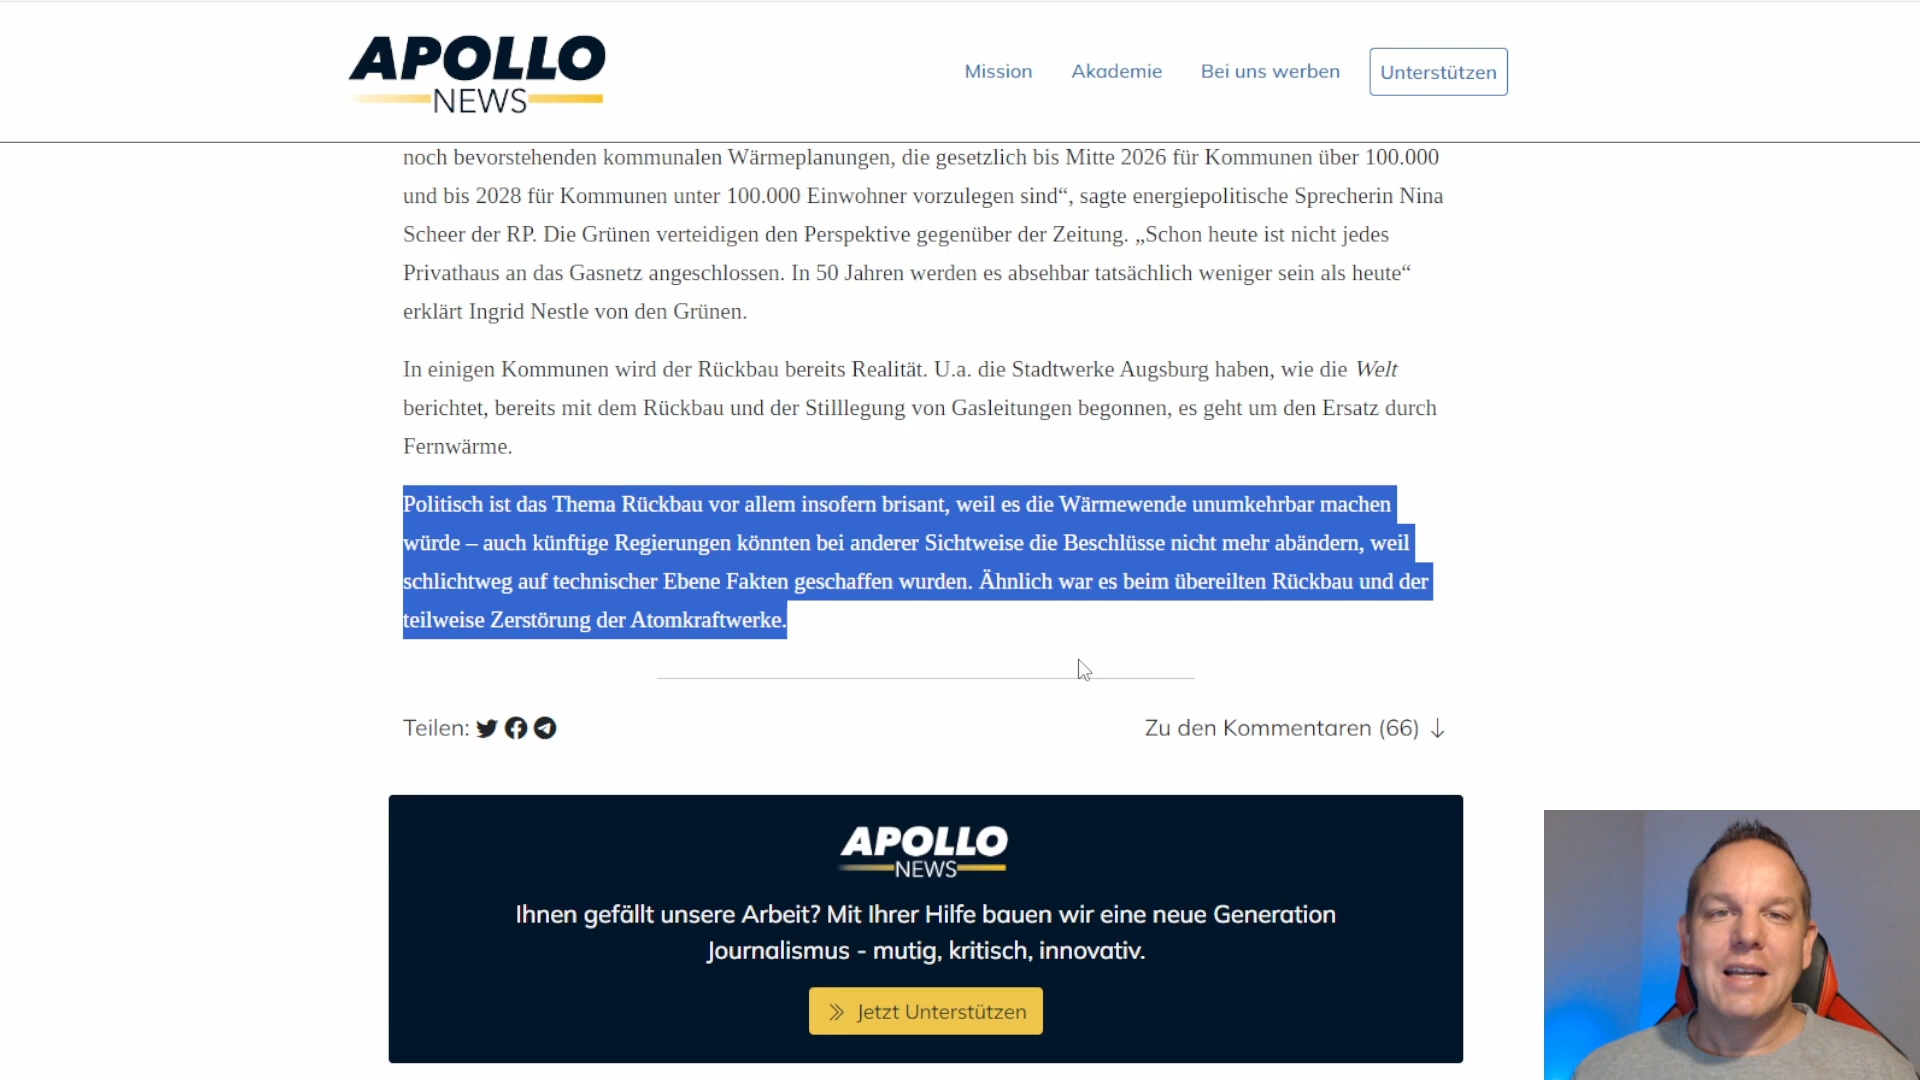 APOLLO
NEWS
Mission
Akademie
Bei uns werben
Unterstützen
noch bevorstehenden kommunalen Wärmeplanungen, die gesetzlich bis Mitte 2026 für Kommunen über 100.000
und bis 2028 für Kommunen unter 100.000 Einwohner vorzulegen sind“, sagte energiepolitische Sprecherin Nina
Scheer der RP. Die Grünen verteidigen den Perspektive gegenüber der Zeitung. „Schon heute ist nicht jedes
Privathaus an das Gasnetz angeschlossen. In 50 Jahren werden es absehbar tatsächlich weniger sein als heute“
erklärt Ingrid Nestle von den Grünen.
In einigen Kommunen wird der Rückbau bereits Realität. U.a. die Stadtwerke Augsburg haben, wie die Welt
berichtet, bereits mit dem Rückbau und der Stilllegung von Gasleitungen begonnen, es geht um den Ersatz durch
Fernwärme.
Politisch ist das Thema Rückbau vor allem insofern brisant, weil es die Wärmewende unumkehrbar machen
würde – auch künftige Regierungen könnten bei anderer Sichtweise die Beschlüsse nicht mehr abändern, weil
schlichtweg auf technischer Ebene Fakten geschaffen wurden. Ähnlich war es beim übereilten Rückbau und der
teilweise Zerstörung der Atomkraftwerke.
Teilen:
Zu den Kommentaren (66) ↓
APOLLO
NEWS
Ihnen gefällt unsere Arbeit? Mit Ihrer Hilfe bauen wir eine neue Generation
Journalismus - mutig, kritisch, innovativ.
Jetzt Unterstützen